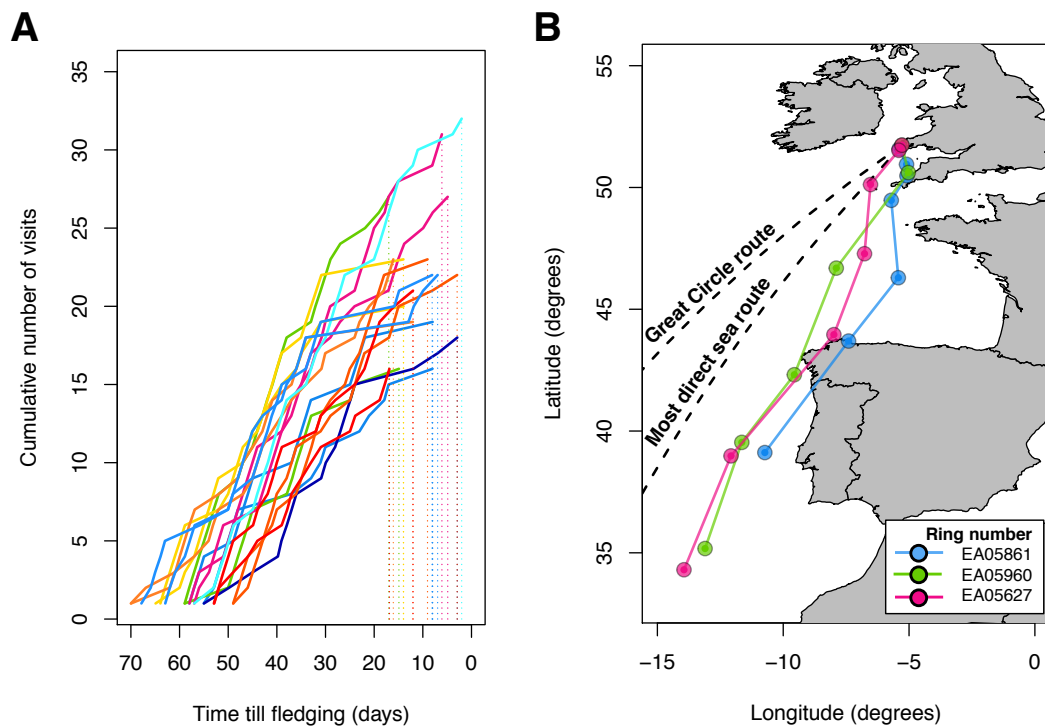 A
35
30
25
20
15
10
5
0
Cumulative number of visits
70 60 50 40 30 20 10 0
Time till fledging (days)
B
55
50
45
40
35
Latitude (degrees)
Great Circle route
Most direct sea route
Ring number
EA05861
EA05960
EA05627
−15 −10 −5 0
Longitude (degrees)